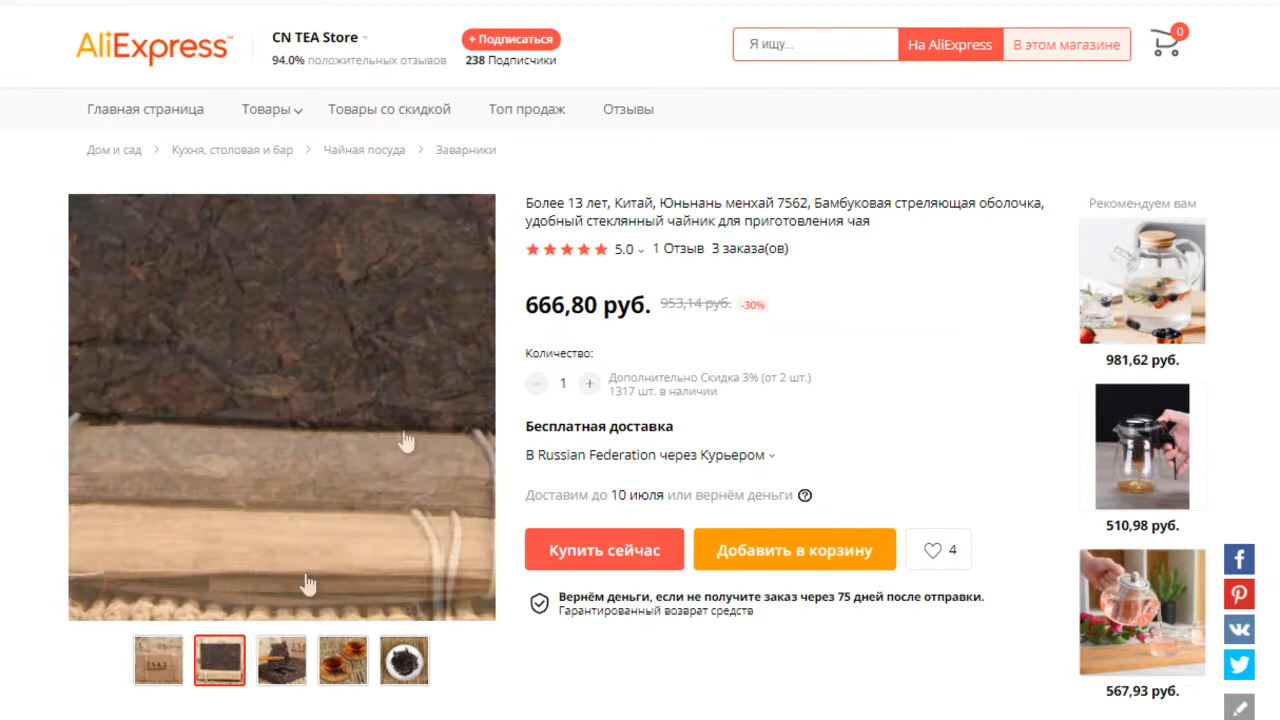 AliExpress™
CN TEA Store
94.0% положительных отзывов
+ Подписаться
238 Подписчики
Я ищу...
На AliExpress
В этом магазине
0
Главная страница
Товары
Товары со скидкой
Топ продаж
Отзывы
Дом и сад > Кухня, столовая и бар > Чайная посуда > Заварники
Более 13 лет, Китай, Юньнань менхай 7562, Бамбуковая стреляющая оболочка,
удобный стеклянный чайник для приготовления чая
5.0 1 Отзыв 3 заказа(ов)
666,80 руб. 953,14 руб. -30%
Количество:
− 1 +
Дополнительно Скидка 3% (от 2 шт.)
1317 шт. в наличии
Бесплатная доставка
В Russian Federation через Курьером
Доставим до 10 июля или вернём деньги ?
Купить сейчас
Добавить в корзину
4
Вернём деньги, если не получите заказ через 75 дней после отправки.
Гарантированный возврат средств
Рекомендуем вам
981,62 руб.
510,98 руб.
567,93 руб.